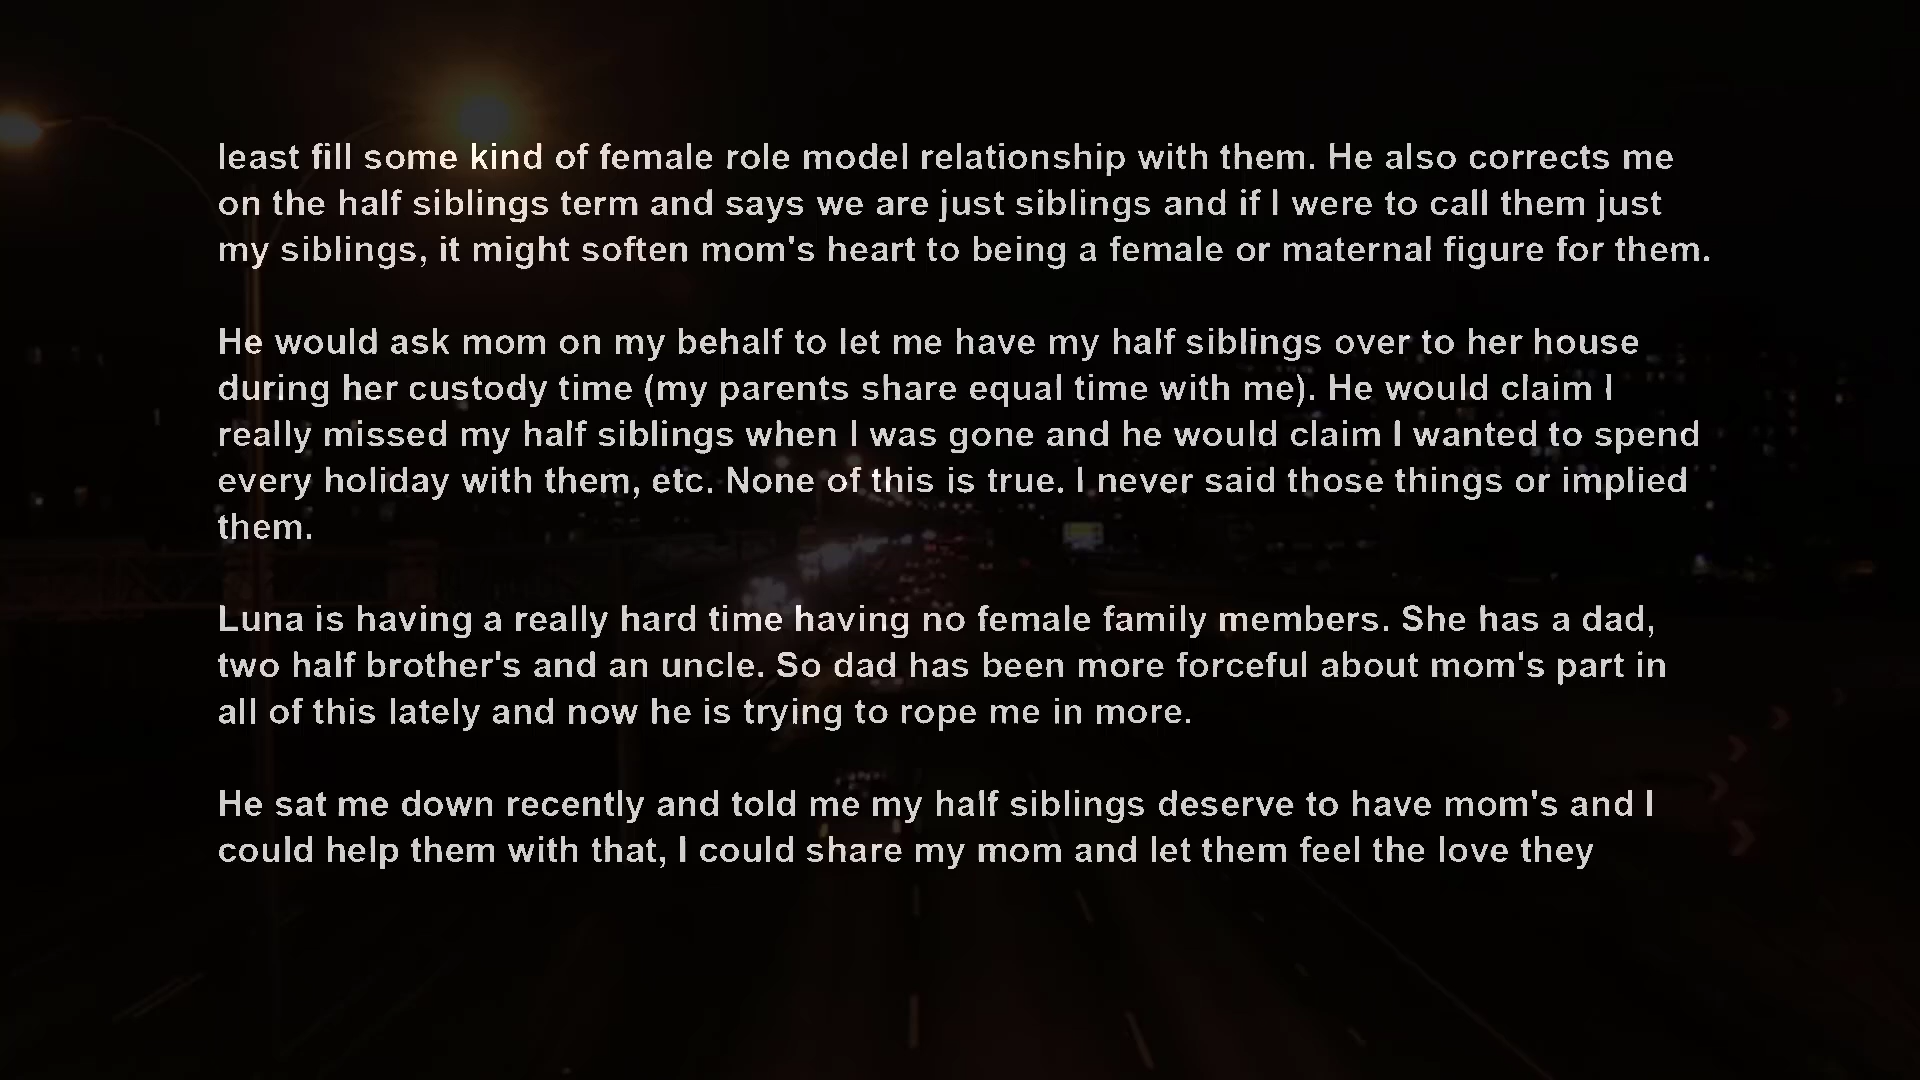 least fill some kind of female role model relationship with them. He also corrects me
on the half siblings term and says we are just siblings and if I were to call them just
my siblings, it might soften mom's heart to being a female or maternal figure for them.
He would ask mom on my behalf to let me have my half siblings over to her house
during her custody time (my parents share equal time with me). He would claim I
really missed my half siblings when I was gone and he would claim I wanted to spend
every holiday with them, etc. None of this is true. I never said those things or implied
them.
Luna is having a really hard time having no female family members. She has a dad,
two half brother's and an uncle. So dad has been more forceful about mom's part in
all of this lately and now he is trying to rope me in more.
He sat me down recently and told me my half siblings deserve to have mom's and I
could help them with that, I could share my mom and let them feel the love they